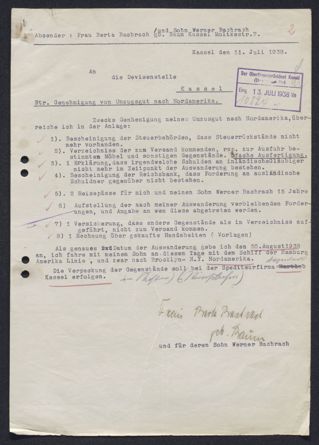 und Sohn Werner Bachrach
2
Absender : Frau Berta Bachrach geb. Baum Kassel Moltkestr.7
Kassel den 11. Juli 1938.
An
die Devisenstelle
Kassel
Der Oberfinanzpräsident Kassel
Eing. 13. JULI 1938
Btr. Genehmigung von Umzugsgut nach Nordamerika.
Zwecks Genehmigung meines Umzugsgut nach Nordamerika, über-
reiche ich in der Anlage:
1). Bescheinigung der Steuerbehörden, dass Steuerrückstände nicht
mehr vorhanden.
2). Verzeichniss der zum Versand kommenden, zur Ausfuhr be-
stimmten Möbel und sonstigen Gegenstände. 3fache Ausfertigung.
3). 1 Erklärung, dass irgendwelche Schulden an inländische Gläubiger
nicht mehr im Zeitpunkt der Auswanderung bestehen.
4). Bescheinigung der Reichsbank, dass Forderung an ausländische
Schuldner gegenüber nicht bestehen.
5). 2 Reisepässe für mich und meinen Sohn Werner Bachrach 15 Jahre
6) Aufstellung der nach meiner Auswanderung verbleibenden Forder-
ungen, und Angabe an wem diese abgetreten werden.
7) 1 Versicherung, dass andere Gegenstände als im Verzeichniss auf-
geführt, nicht zum Versand kommen.
8) 1 Rechnung über gekaufte Neuheiten ( Vorlagen)
Als genaues Datum der Auswanderung gebe ich den 30. August 1938
an, ich fahre mit meinem Sohn an diesem Tage mit dem Schiff der Hamburg
Amerika Linie, und zwar nach Brooklyn N.Y. Nordamerika.
Die Verpackung der Gegenstände soll bei der Speditionsfirma
Kassel erfolgen.
Frau Berta Bachrach
geb. Baum
und für deren Sohn Werner Bachrach